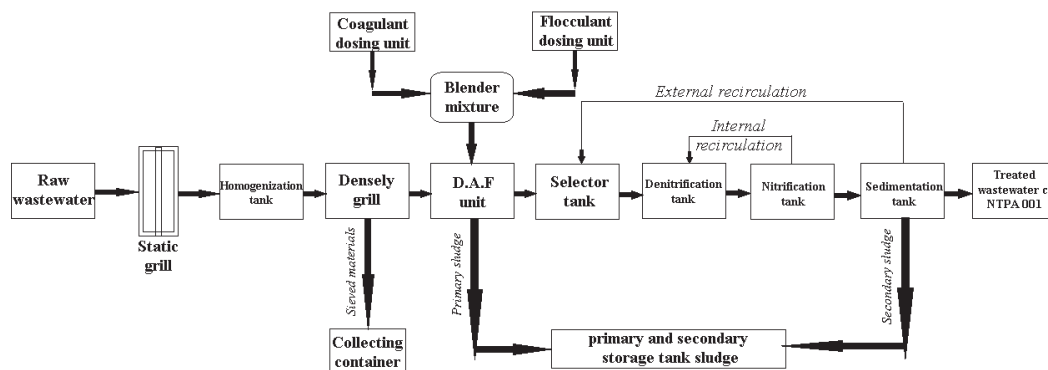 Coagulant
dosing unit
Flocculant
dosing unit
Blender
mixture
External recirculation
Internal
recirculation
Raw
wastewater
Static
grill
Homogenization
tank
Densely
grill
D.A.F
unit
Selector
tank
Denitrification
tank
Nitrification
tank
Sedimentation
tank
Treated
wastewater c
NTPA 001
Sieved materials
Primary sludge
Secondary sludge
Collecting
container
primary and secondary
storage tank sludge